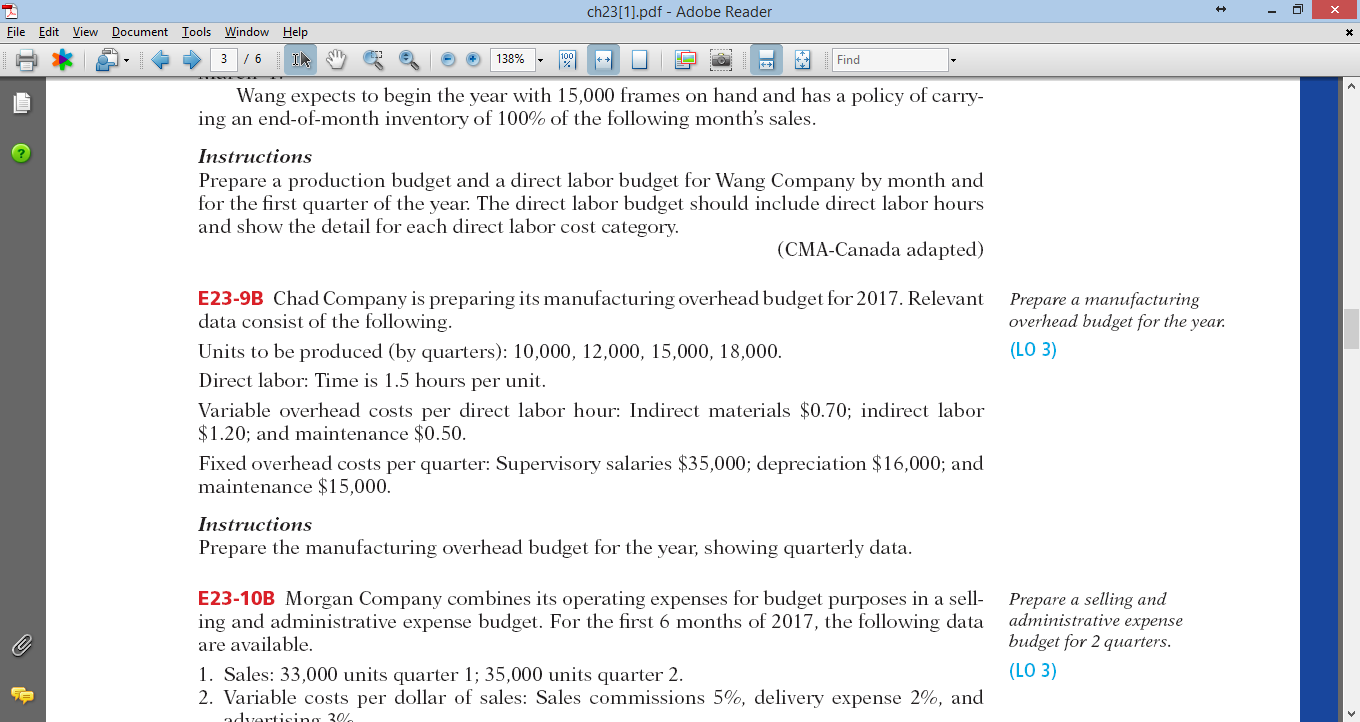 ch23[1].pdf - Adobe Reader
File Edit View Document Tools Window Help
3 / 6 138% Find
Wang expects to begin the year with 15,000 frames on hand and has a policy of carry-
ing an end-of-month inventory of 100% of the following month's sales.
Instructions
Prepare a production budget and a direct labor budget for Wang Company by month and
for the first quarter of the year. The direct labor budget should include direct labor hours
and show the detail for each direct labor cost category.
(CMA-Canada adapted)
E23-9B Chad Company is preparing its manufacturing overhead budget for 2017. Relevant
data consist of the following.
Units to be produced (by quarters): 10,000, 12,000, 15,000, 18,000.
Direct labor: Time is 1.5 hours per unit.
Variable overhead costs per direct labor hour: Indirect materials $0.70; indirect labor
$1.20; and maintenance $0.50.
Fixed overhead costs per quarter: Supervisory salaries $35,000; depreciation $16,000; and
maintenance $15,000.
Instructions
Prepare the manufacturing overhead budget for the year, showing quarterly data.
Prepare a manufacturing
overhead budget for the year.
(LO 3)
E23-10B Morgan Company combines its operating expenses for budget purposes in a sell-
ing and administrative expense budget. For the first 6 months of 2017, the following data
are available.
1. Sales: 33,000 units quarter 1; 35,000 units quarter 2.
2. Variable costs per dollar of sales: Sales commissions 5%, delivery expense 2%, and
advertising 3%
Prepare a selling and
administrative expense
budget for 2 quarters.
(LO 3)